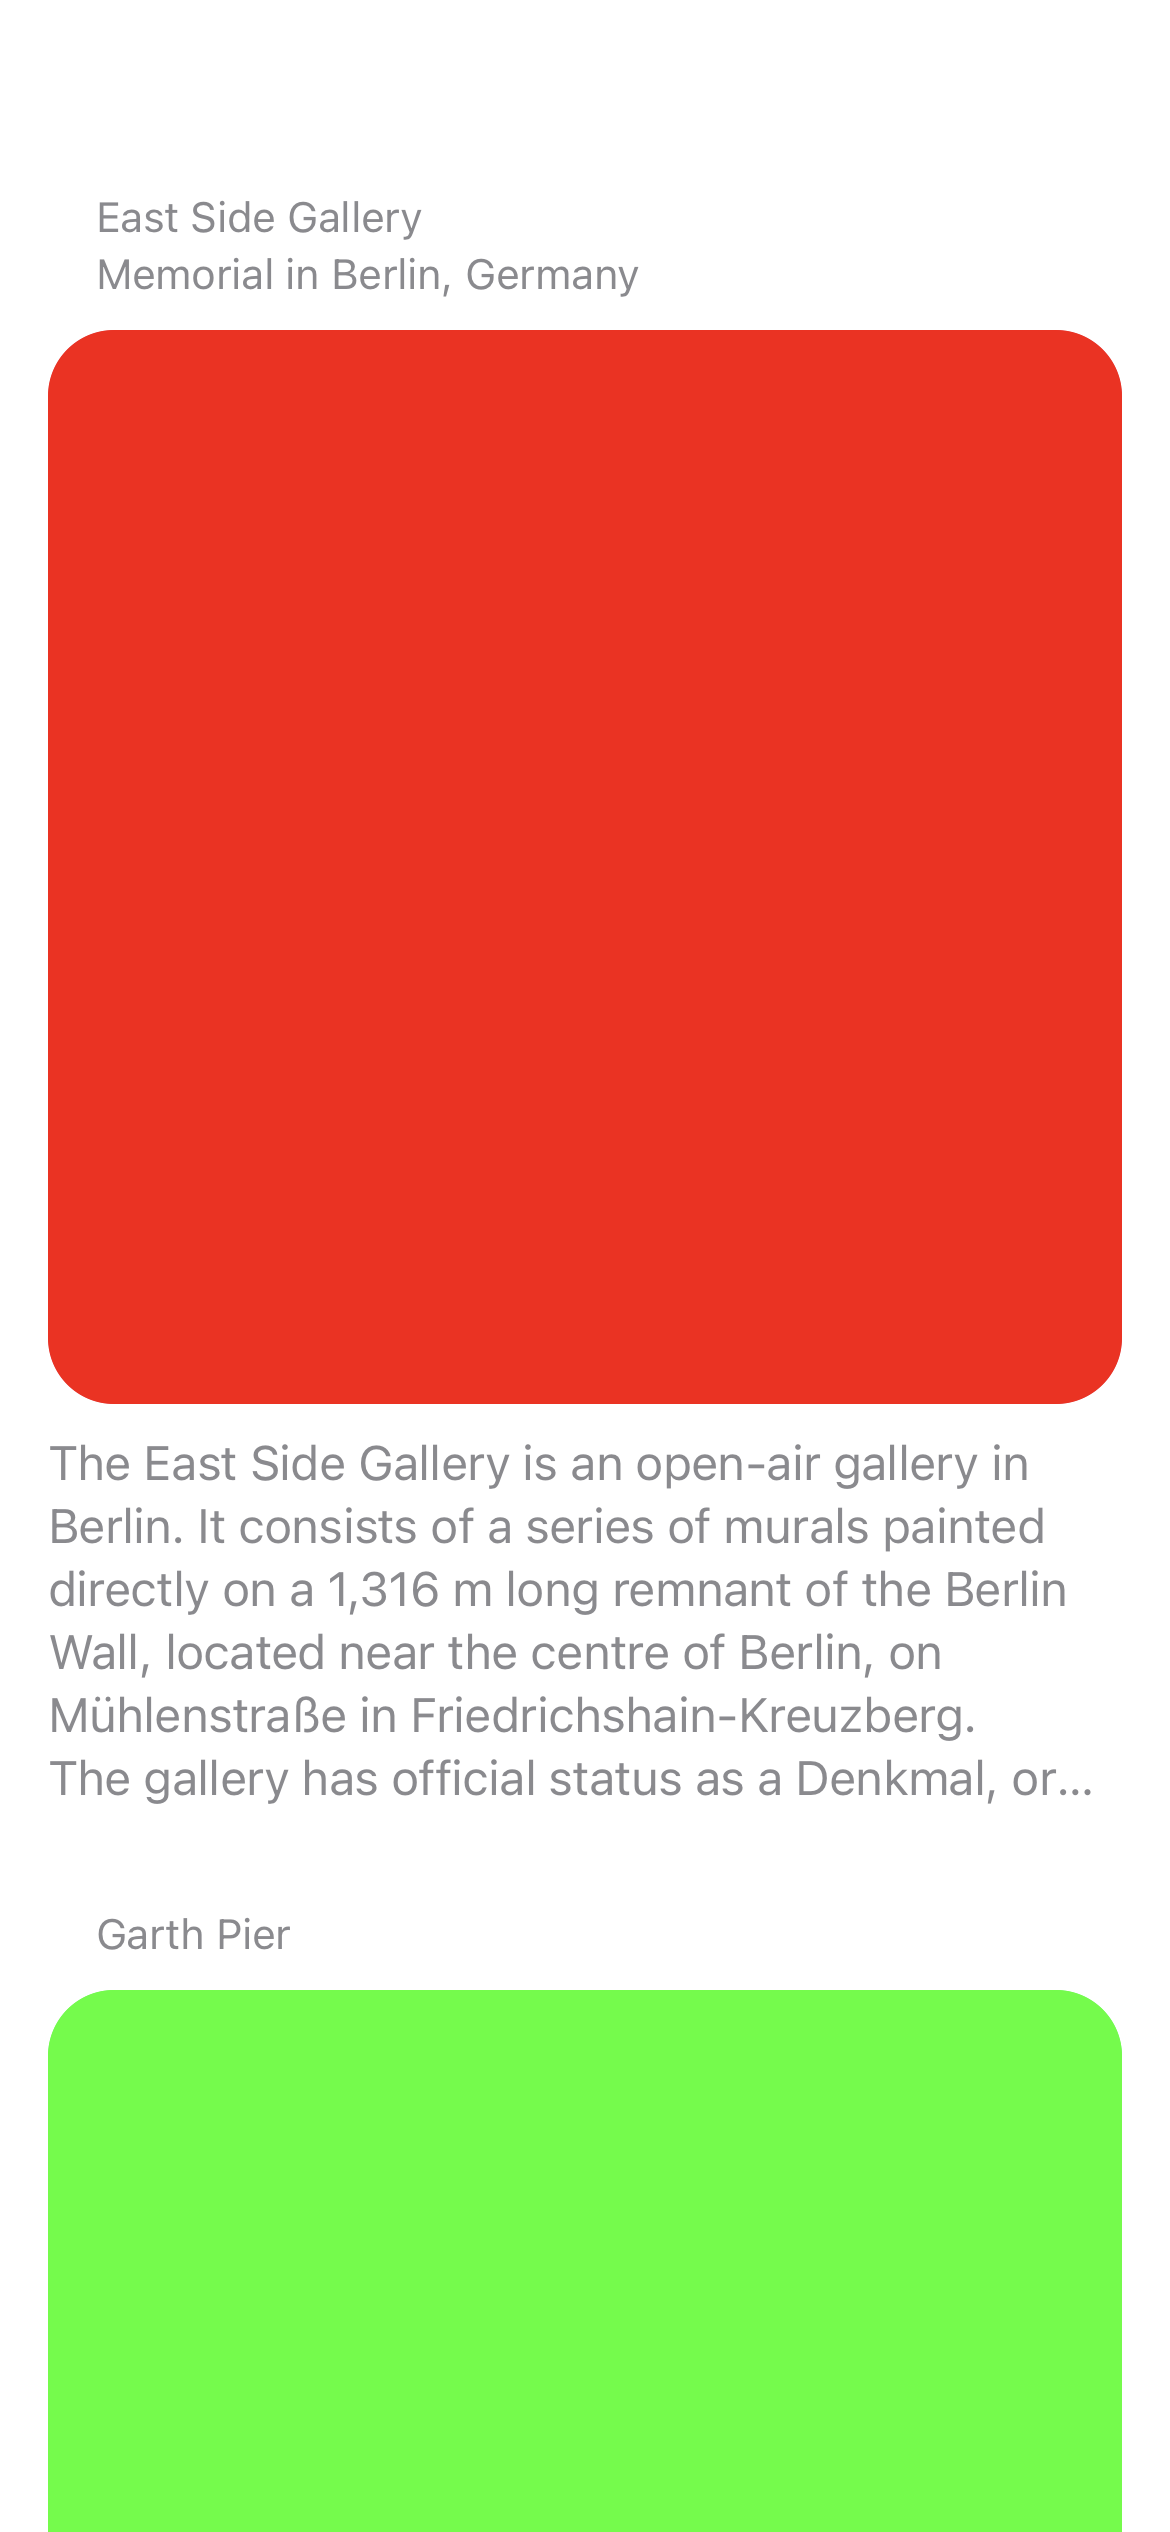 East Side Gallery
Memorial in Berlin, Germany
The East Side Gallery is an open-air gallery in
Berlin. It consists of a series of murals painted
directly on a 1,316 m long remnant of the Berlin
Wall, located near the centre of Berlin, on
Mühlenstraße in Friedrichshain-Kreuzberg.
The gallery has official status as a Denkmal, or…
Garth Pier